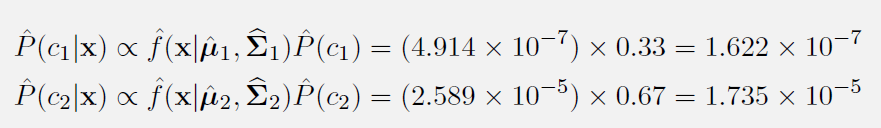 P̂(c₁|𝐱) ∝ f̂(𝐱|𝛍̂₁, 𝚺̂₁)P̂(c₁) = (4.914 × 10⁻⁷) × 0.33 = 1.622 × 10⁻⁷
P̂(c₂|𝐱) ∝ f̂(𝐱|𝛍̂₂, 𝚺̂₂)P̂(c₂) = (2.589 × 10⁻⁵) × 0.67 = 1.735 × 10⁻⁵